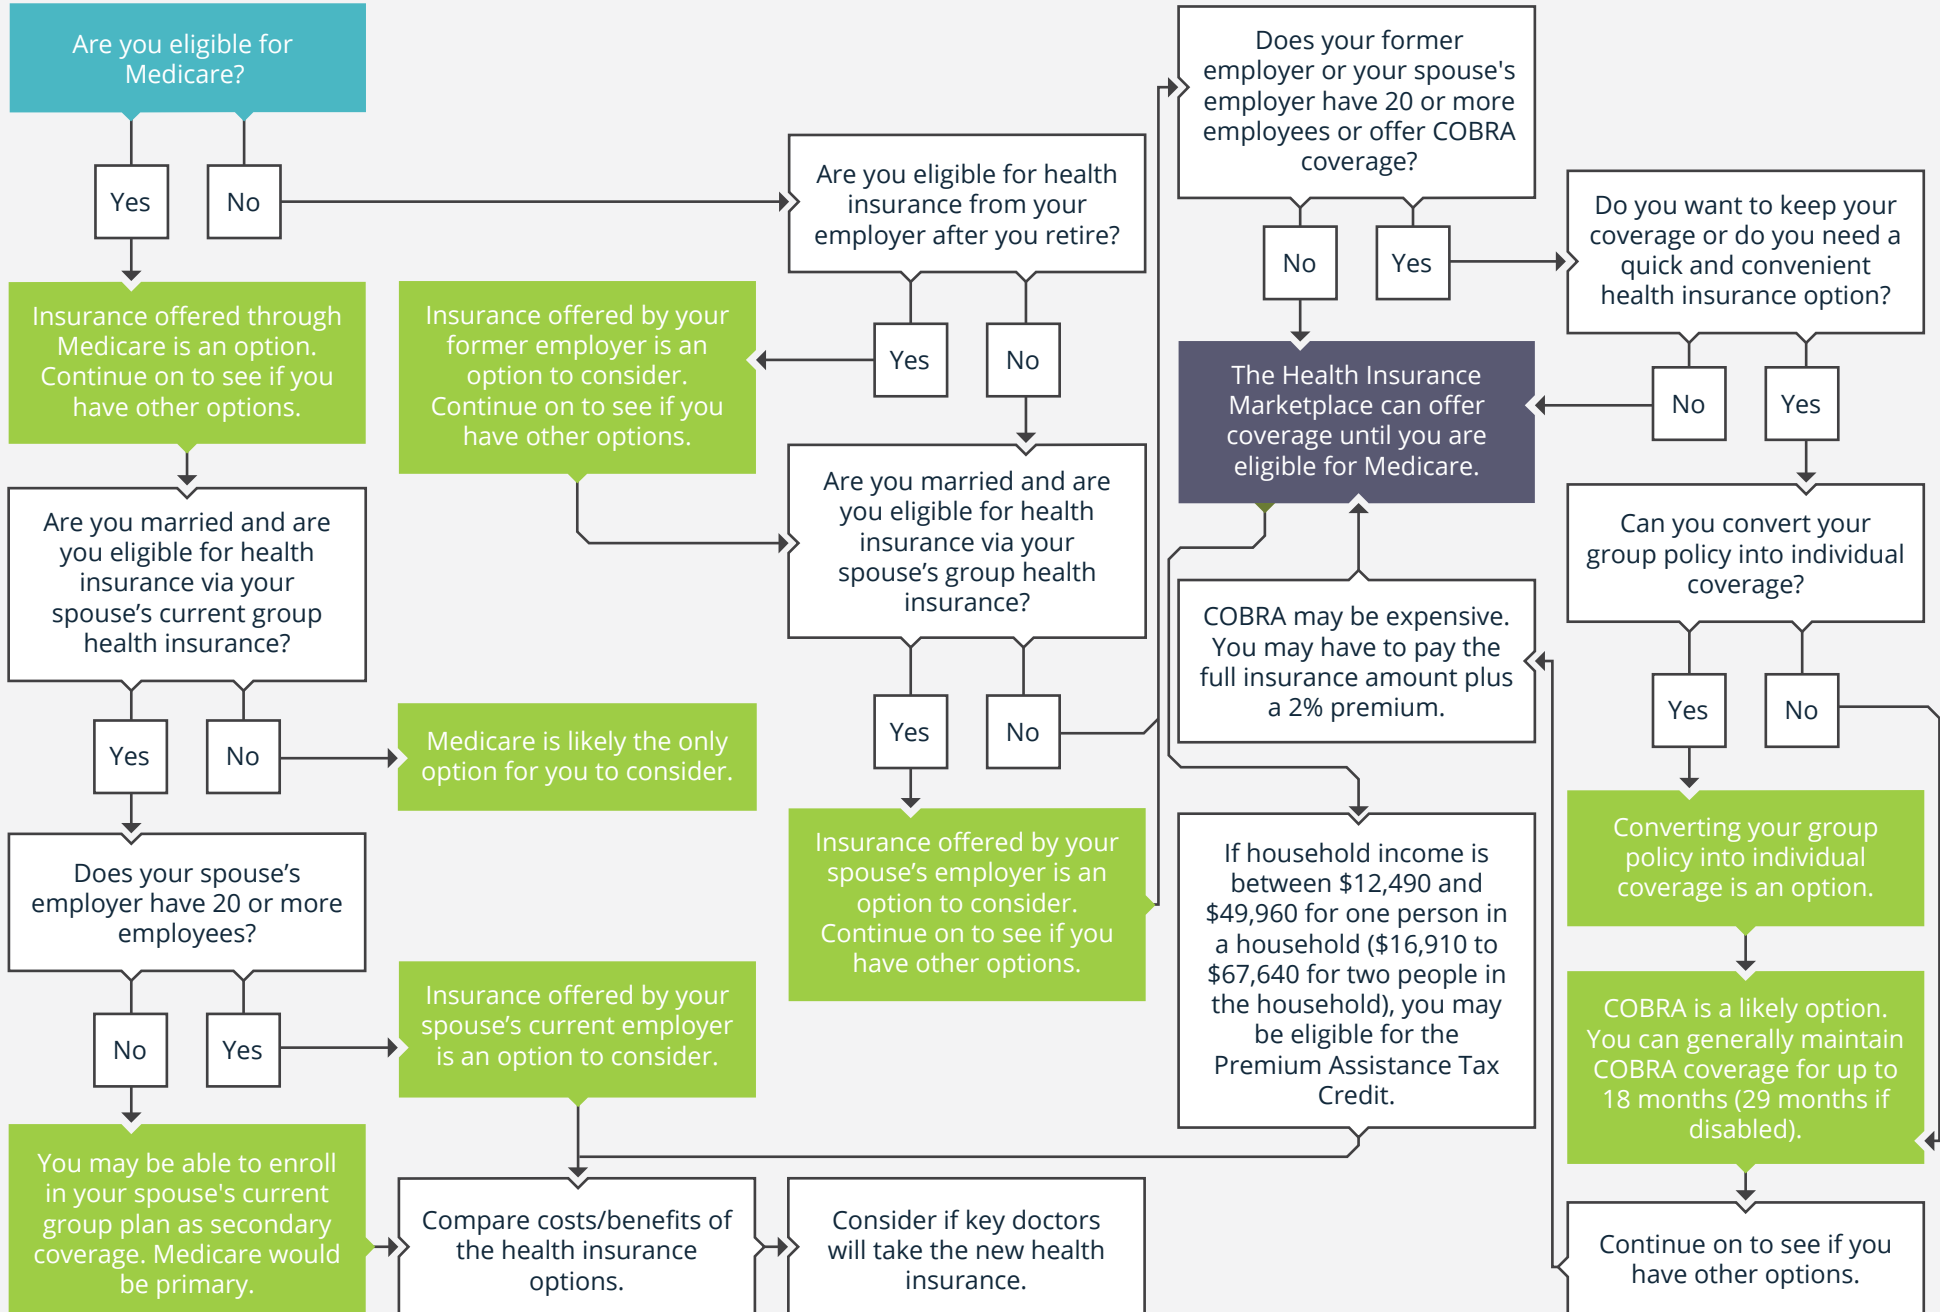 Are you eligible for
Medicare?
Yes
No
Insurance offered through
Medicare is an option.
Continue on to see if you
have other options.
Are you married and are
you eligible for health
insurance via your
spouse’s current group
health insurance?
Yes
No
Medicare is likely the only
option for you to consider.
Does your spouse’s
employer have 20 or more
employees?
No
Yes
Insurance offered by your
spouse’s current employer
is an option to consider.
You may be able to enroll
in your spouse's current
group plan as secondary
coverage. Medicare would
be primary.
Compare costs/benefits of
the health insurance
options.
Consider if key doctors
will take the new health
insurance.
Are you eligible for health
insurance from your
employer after you retire?
Yes
No
Insurance offered by your
former employer is an
option to consider.
Continue on to see if you
have other options.
Are you married and are
you eligible for health
insurance via your
spouse’s group health
insurance?
Yes
No
Insurance offered by your
spouse’s employer is an
option to consider.
Continue on to see if you
have other options.
Does your former
employer or your spouse's
employer have 20 or more
employees or offer COBRA
coverage?
No
Yes
The Health Insurance
Marketplace can offer
coverage until you are
eligible for Medicare.
COBRA may be expensive.
You may have to pay the
full insurance amount plus
a 2% premium.
If household income is
between $12,490 and
$49,960 for one person in
a household ($16,910 to
$67,640 for two people in
the household), you may
be eligible for the
Premium Assistance Tax
Credit.
Do you want to keep your
coverage or do you need a
quick and convenient
health insurance option?
No
Yes
Can you convert your
group policy into individual
coverage?
Yes
No
Converting your group
policy into individual
coverage is an option.
COBRA is a likely option.
You can generally maintain
COBRA coverage for up to
18 months (29 months if
disabled).
Continue on to see if you
have other options.